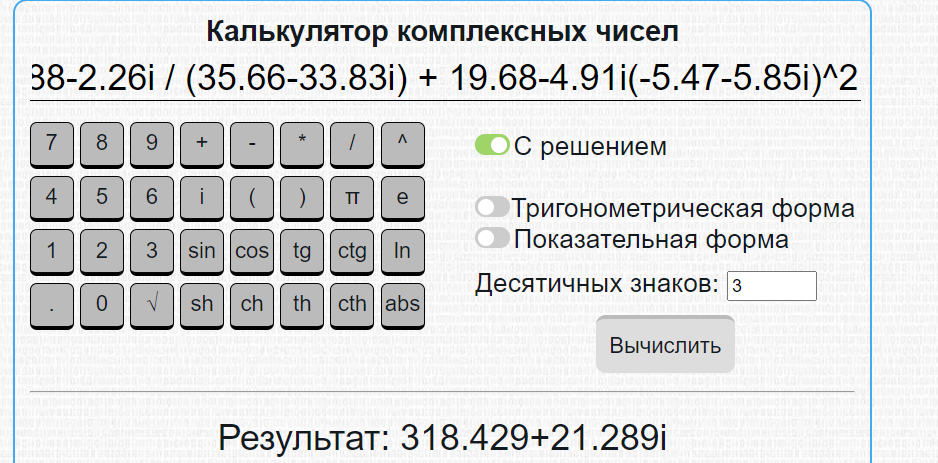 Калькулятор комплексных чисел
88-2.26i / (35.66-33.83i) + 19.68-4.91i(-5.47-5.85i)^2
7 8 9 + - * / ^
С решением
4 5 6 i ( ) π e
Тригонометрическая форма
Показательная форма
1 2 3 sin cos tg ctg ln
Десятичных знаков: 3
. 0 √ sh ch th cth abs
Вычислить
Результат: 318.429+21.289i